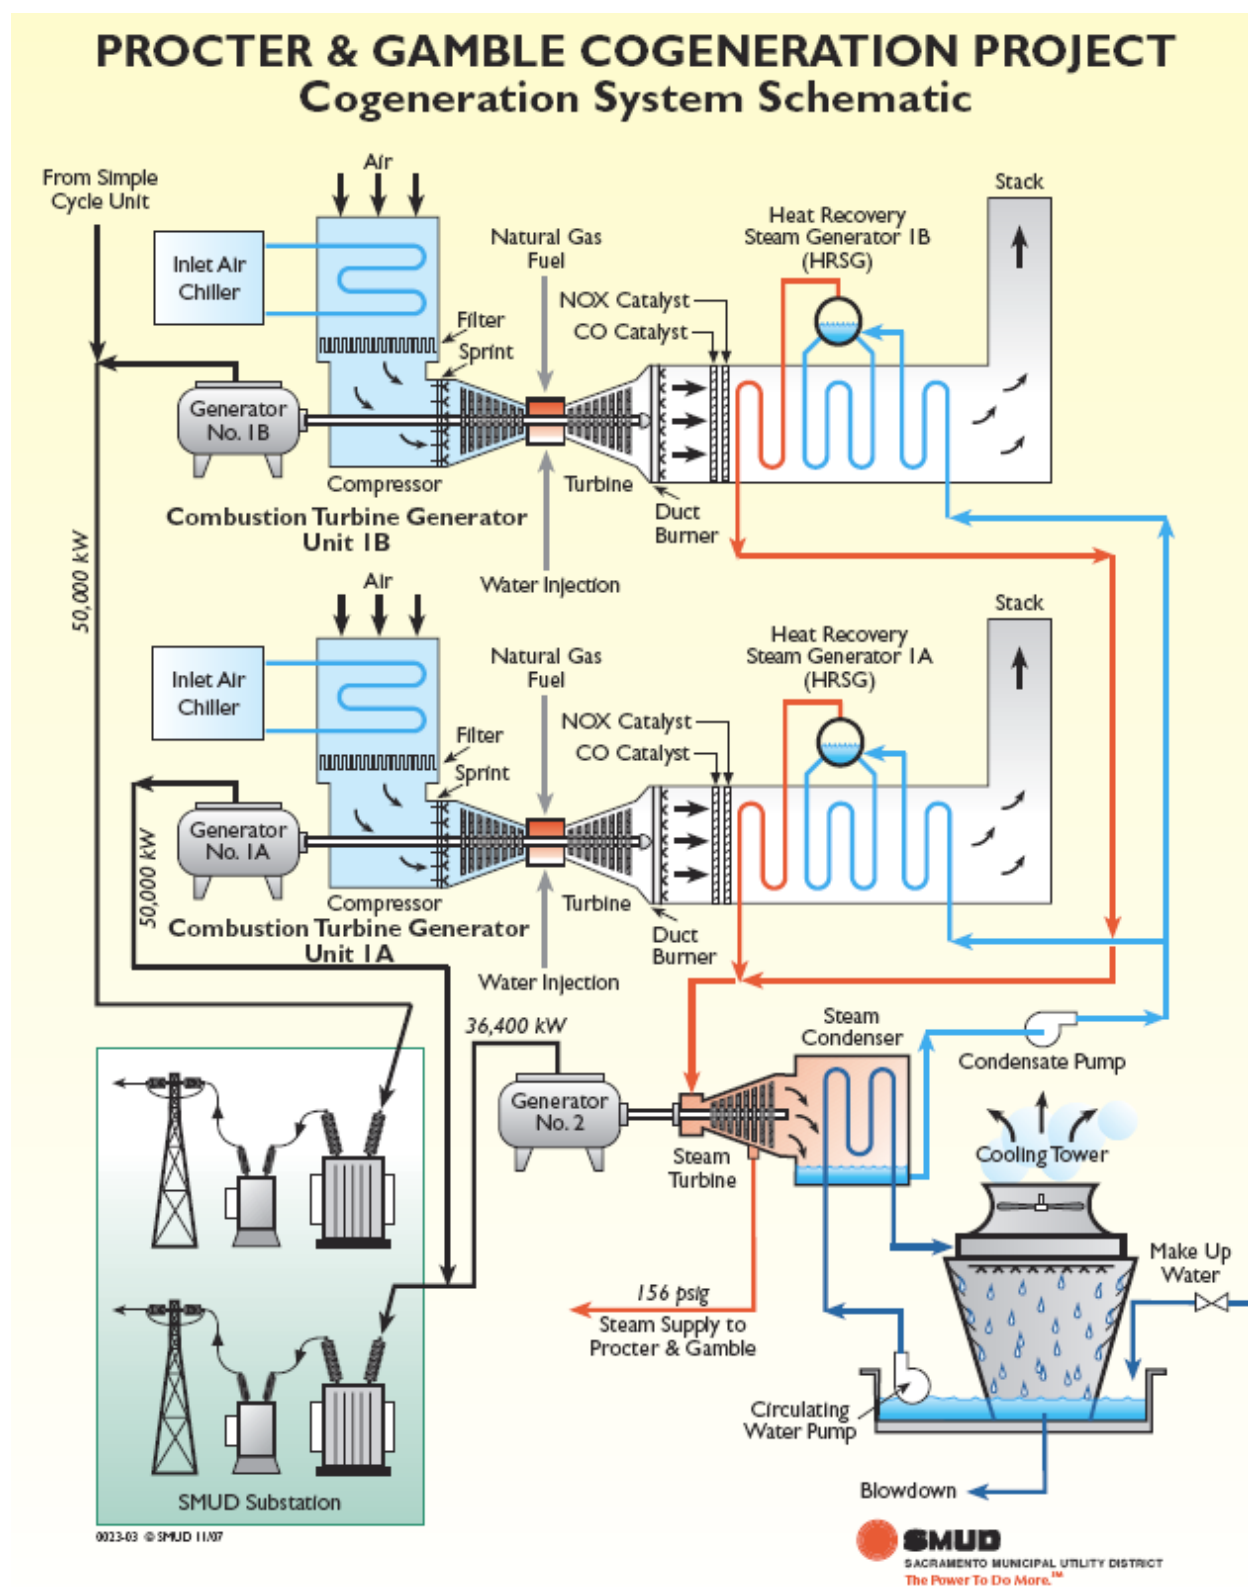 PROCTER & GAMBLE COGENERATION PROJECT
Cogeneration System Schematic
From Simple
Cycle Unit
Air
Inlet Air
Chiller
Filter
Sprint
Natural Gas
Fuel
NOX Catalyst
CO Catalyst
Heat Recovery
Steam Generator 1B
(HRSG)
Stack
Generator
No. 1B
Compressor
Turbine
Duct
Burner
Combustion Turbine Generator
Unit 1B
Water Injection
50,000 kW
Air
Inlet Air
Chiller
Filter
Sprint
Natural Gas
Fuel
NOX Catalyst
CO Catalyst
Heat Recovery
Steam Generator 1A
(HRSG)
Stack
Generator
No. 1A
50,000 kW
Compressor
Turbine
Duct
Burner
Combustion Turbine Generator
Unit 1A
Water Injection
36,400 kW
Generator
No. 2
Steam
Turbine
Steam
Condenser
Condensate Pump
Cooling Tower
Make Up
Water
156 psig
Steam Supply to
Procter & Gamble
Circulating
Water Pump
Blowdown
SMUD Substation
0023-03 © SMUD 11/07
SMUD
SACRAMENTO MUNICIPAL UTILITY DISTRICT
The Power To Do More.™